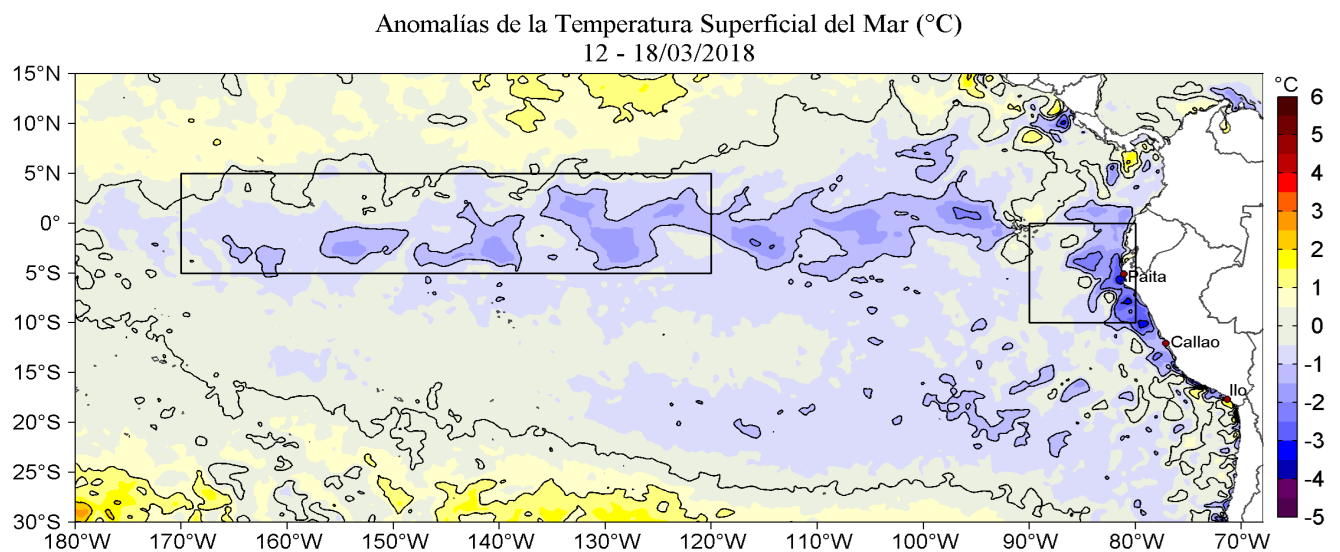 Anomalías de la Temperatura Superficial del Mar (°C)
12 - 18/03/2018
15°N
10°N
5°N
0°
5°S
10°S
15°S
20°S
25°S
30°S
180°W
170°W
160°W
150°W
140°W
130°W
120°W
110°W
100°W
90°W
80°W
70°W
Paita
Callao
Ilo
°C
6
5
4
3
2
1
0
-1
-2
-3
-4
-5